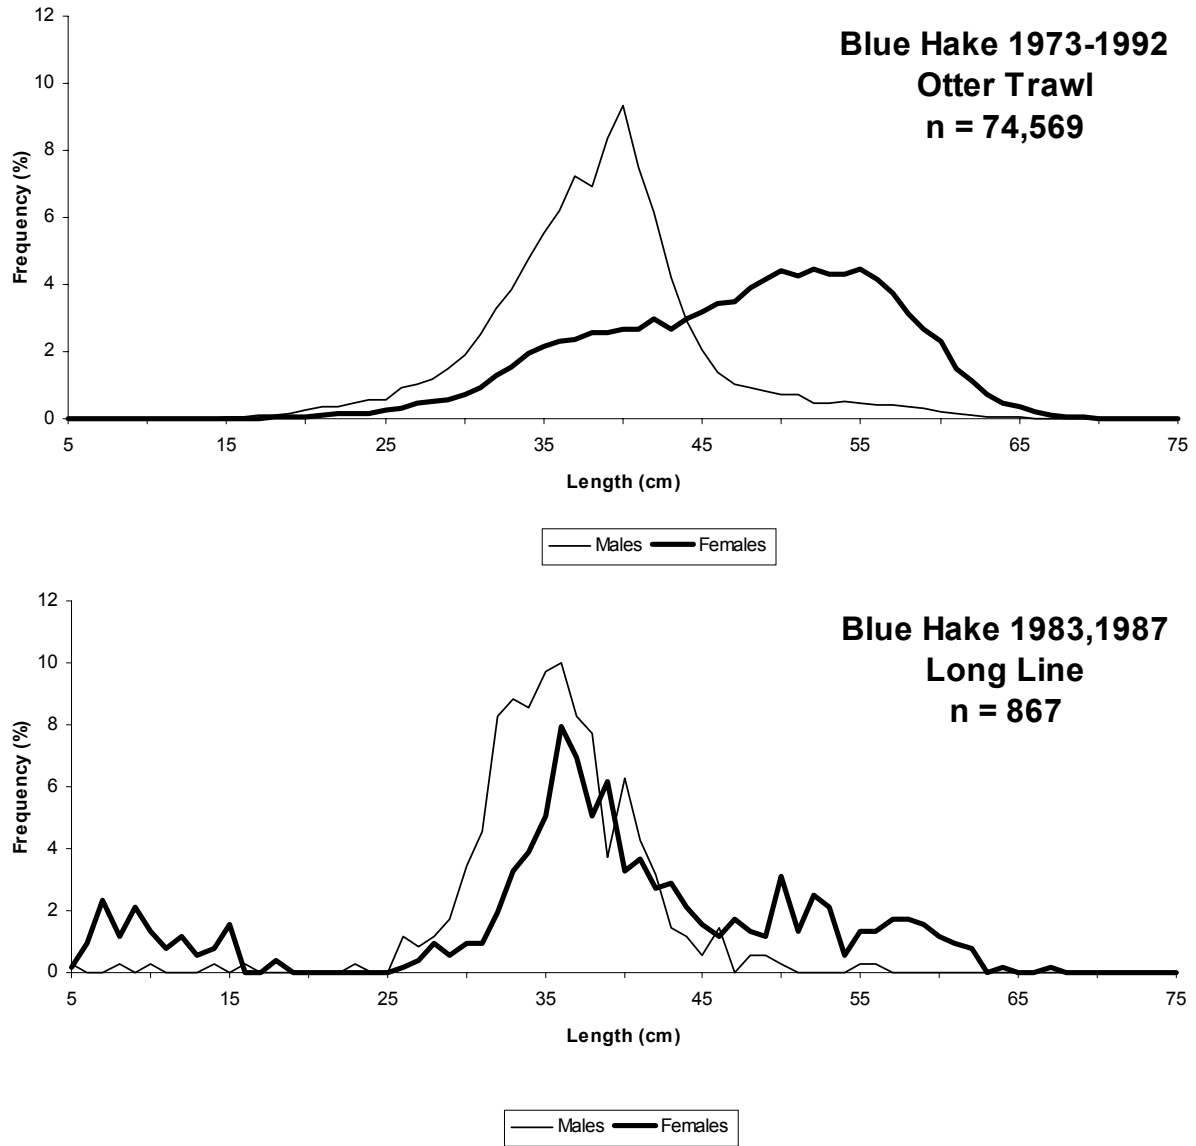 Blue Hake 1973-1992
Otter Trawl
n = 74,569
Frequency (%)
12
10
8
6
4
2
0
5 15 25 35 45 55 65 75
Length (cm)
Males Females
Blue Hake 1983,1987
Long Line
n = 867
Frequency (%)
12
10
8
6
4
2
0
5 15 25 35 45 55 65 75
Length (cm)
Males Females